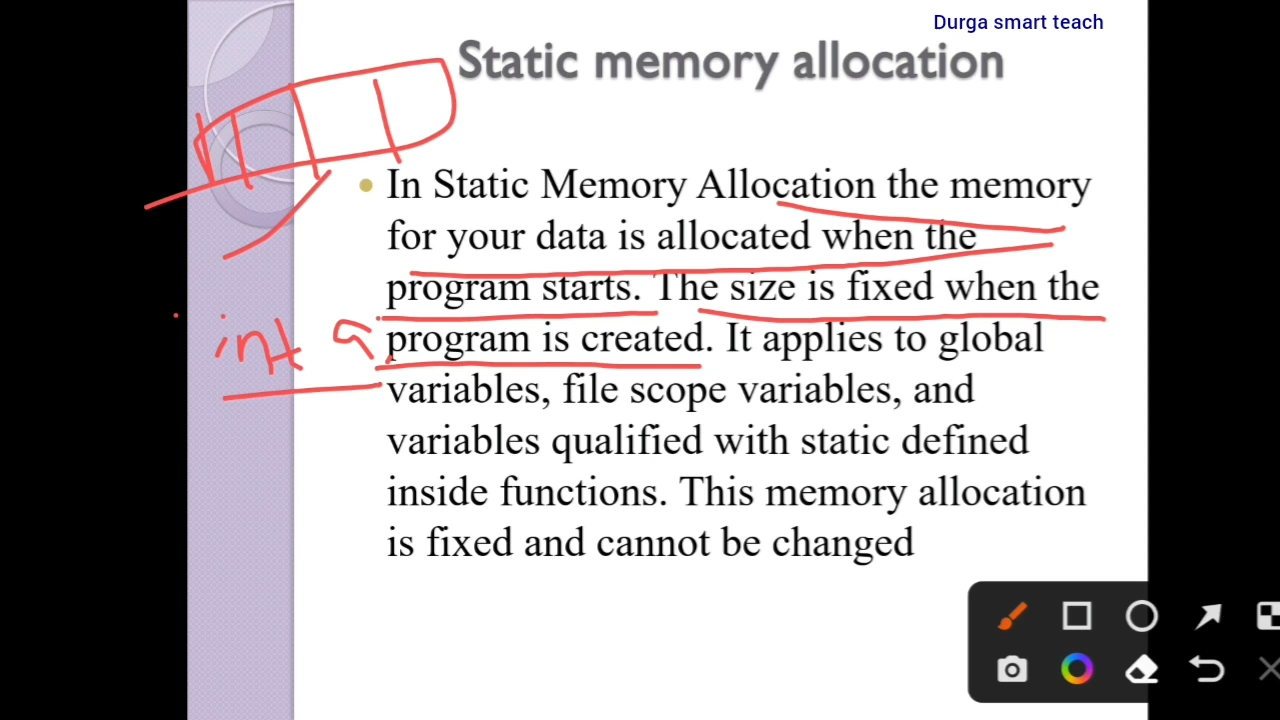 Durga smart teach
Static memory allocation
In Static Memory Allocation the memory
for your data is allocated when the
program starts. The size is fixed when the
program is created. It applies to global
variables, file scope variables, and
variables qualified with static defined
inside functions. This memory allocation
is fixed and cannot be changed
int a